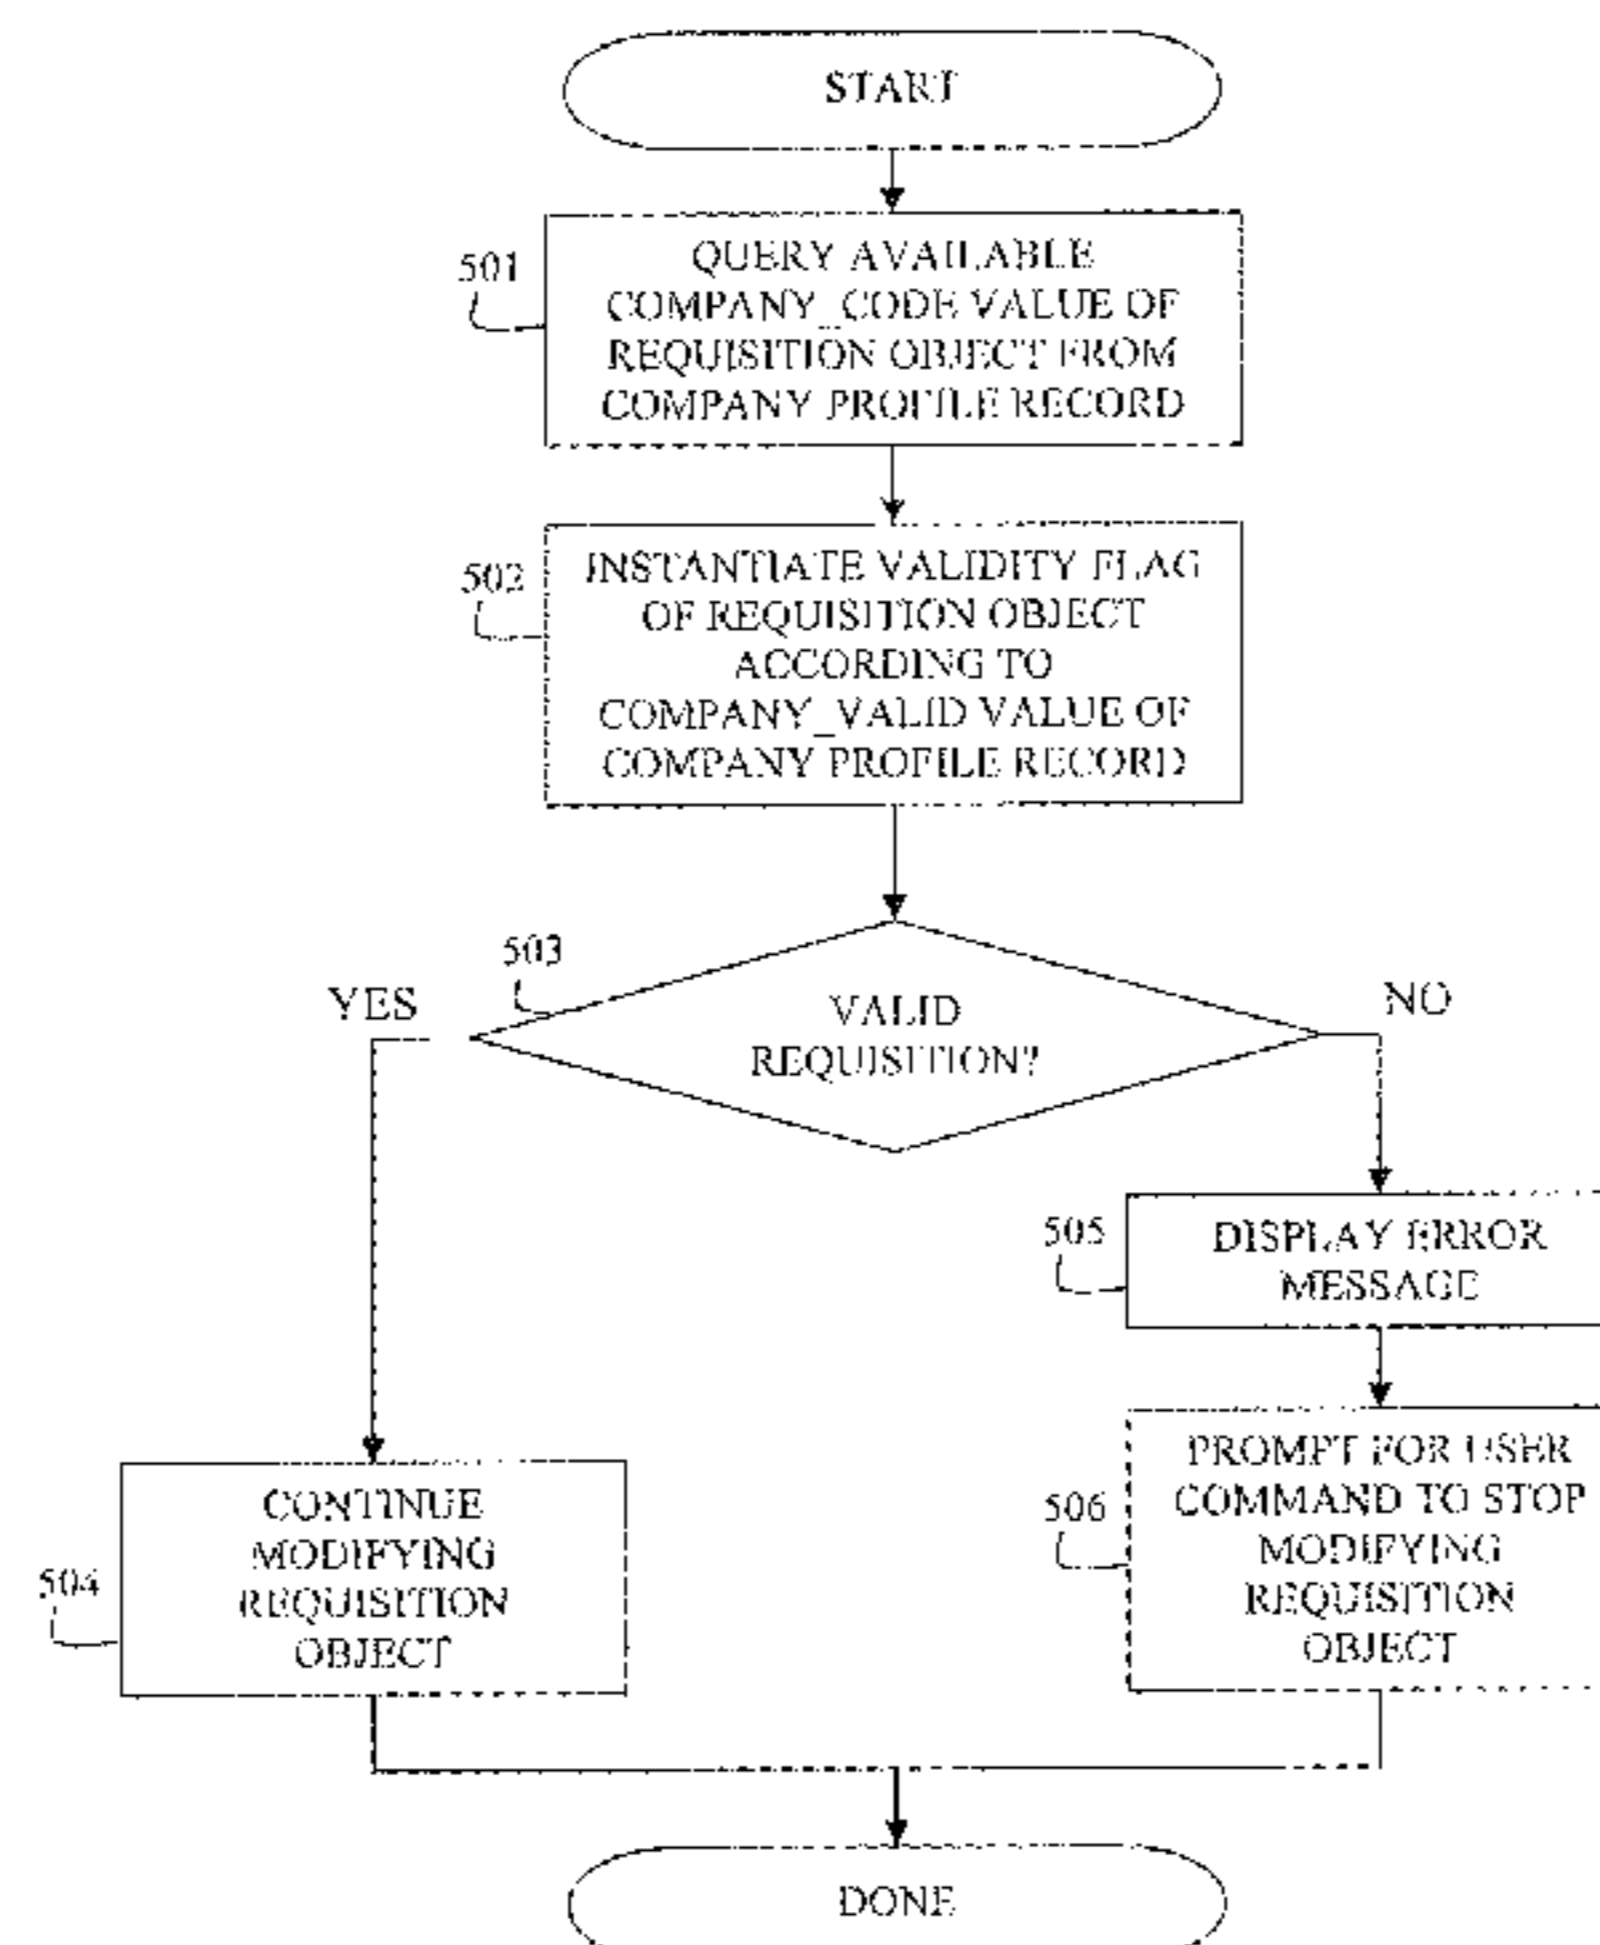 START
501
QUERY AVAILABLE
COMPANY_CODE VALUE OF
REQUISITION OBJECT FROM
COMPANY PROFILE RECORD
502
INSTANTIATE VALIDITY FLAG
OF REQUISITION OBJECT
ACCORDING TO
COMPANY_VALID VALUE OF
COMPANY PROFILE RECORD
503
YES
VALID
REQUISITION?
NO
505
DISPLAY ERROR
MESSAGE
504
CONTINUE
MODIFYING
REQUISITION
OBJECT
506
PROMPT FOR USER
COMMAND TO STOP
MODIFYING
REQUISITION
OBJECT
DONE